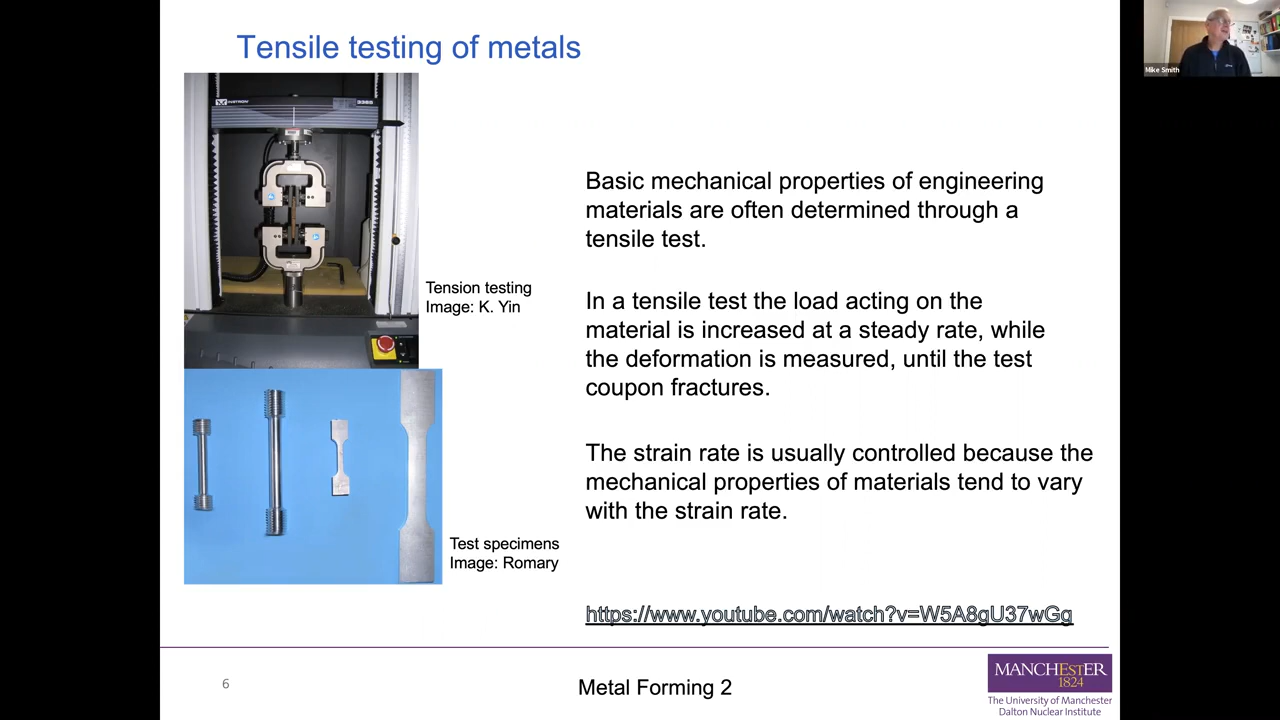 Tensile testing of metals
Mike Smith
INSTRON
Tension testing
Image: K. Yin
Basic mechanical properties of engineering
materials are often determined through a
tensile test.
In a tensile test the load acting on the
material is increased at a steady rate, while
the deformation is measured, until the test
coupon fractures.
The strain rate is usually controlled because the
mechanical properties of materials tend to vary
with the strain rate.
Test specimens
Image: Romary
https://www.youtube.com/watch?v=W5A8gU37wGg
6
Metal Forming 2
MANCHESTER
1824
The University of Manchester
Dalton Nuclear Institute